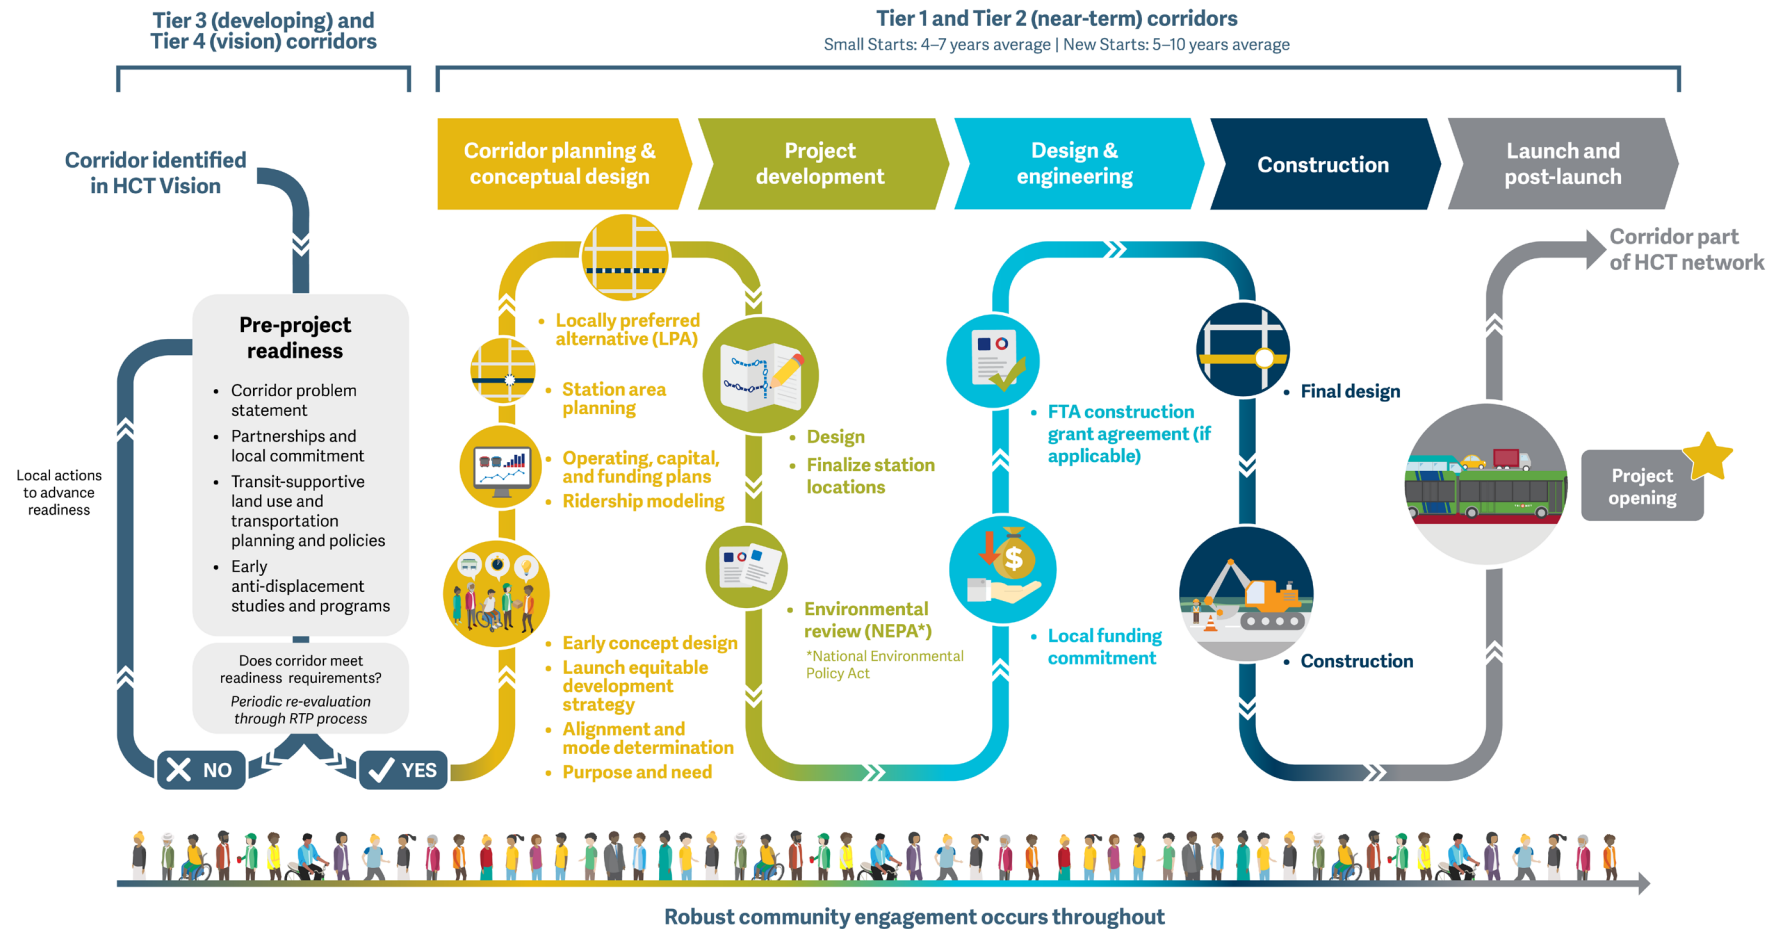 Tier 3 (developing) and
Tier 4 (vision) corridors
Tier 1 and Tier 2 (near-term) corridors
Small Starts: 4–7 years average | New Starts: 5–10 years average
Corridor identified
in HCT Vision
Pre-project
readiness
• Corridor problem
statement
• Partnerships and
local commitment
• Transit-supportive
land use and
transportation
planning and policies
• Early
anti-displacement
studies and programs
Local actions
to advance
readiness
Does corridor meet
readiness requirements?
Periodic re-evaluation
through RTP process
NO
YES
Corridor planning &
conceptual design
• Locally preferred
alternative (LPA)
• Station area
planning
• Operating, capital,
and funding plans
• Ridership modeling
• Early concept design
• Launch equitable
development
strategy
• Alignment and
mode determination
• Purpose and need
Project
development
• Design
• Finalize station
locations
• Environmental
review (NEPA*)
*National Environmental
Policy Act
Design &
engineering
• FTA construction
grant agreement (if
applicable)
$
• Local funding
commitment
Construction
• Final design
• Construction
Launch and
post-launch
Corridor part
of HCT network
Project
opening
Robust community engagement occurs throughout